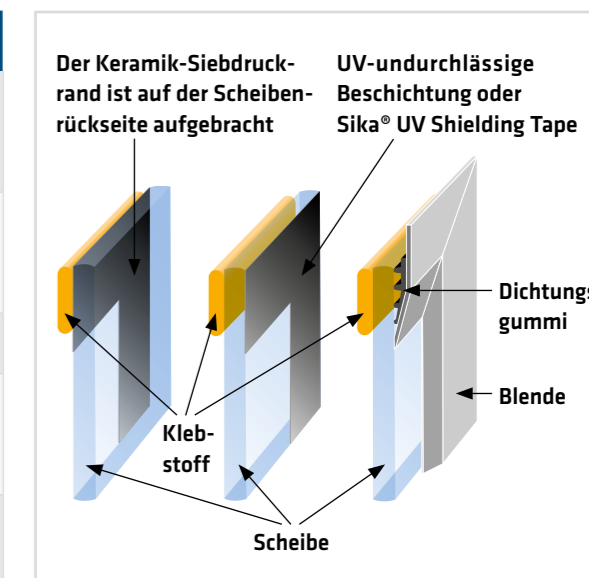 Der Keramik-Siebdruck-
rand ist auf der Scheiben-
rückseite aufgebracht
UV-undurchlässige
Beschichtung oder
Sika® UV Shielding Tape
Dichtungs
gummi
Blende
Kleb-
stoff
Scheibe